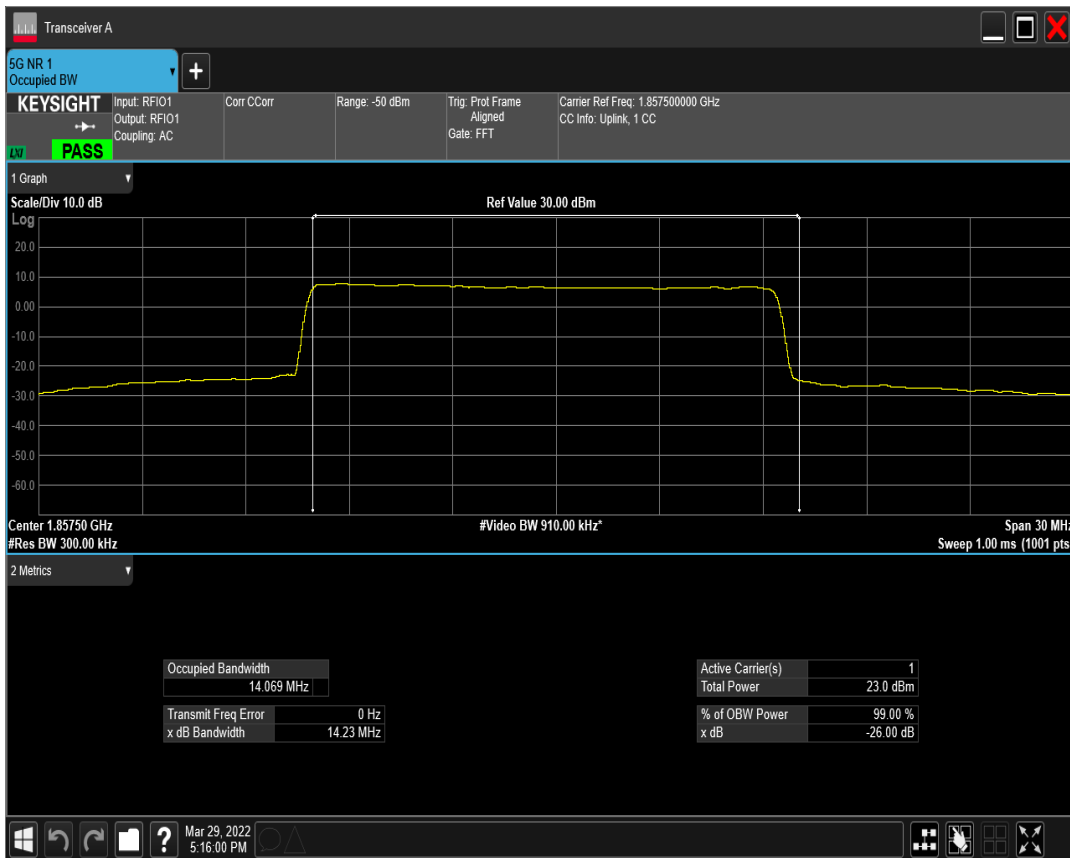 Transceiver A
5G NR 1
Occupied BW
+
KEYSIGHT
LXI
PASS
Input: RFIO1
Output: RFIO1
Coupling: AC
Corr CCorr
Range: -50 dBm
Trig: Prot Frame
Aligned
Gate: FFT
Carrier Ref Freq: 1.857500000 GHz
CC Info: Uplink, 1 CC
1 Graph
Scale/Div 10.0 dB
Ref Value 30.00 dBm
Log
20.0
10.0
0.00
-10.0
-20.0
-30.0
-40.0
-50.0
-60.0
Center 1.85750 GHz
#Video BW 910.00 kHz*
Span 30 MHz
#Res BW 300.00 kHz
Sweep 1.00 ms (1001 pts
2 Metrics
Occupied Bandwidth
14.069 MHz
Transmit Freq Error 0 Hz
x dB Bandwidth 14.23 MHz
Active Carrier(s) 1
Total Power 23.0 dBm
% of OBW Power 99.00 %
x dB -26.00 dB
?
Mar 29, 2022
5:16:00 PM